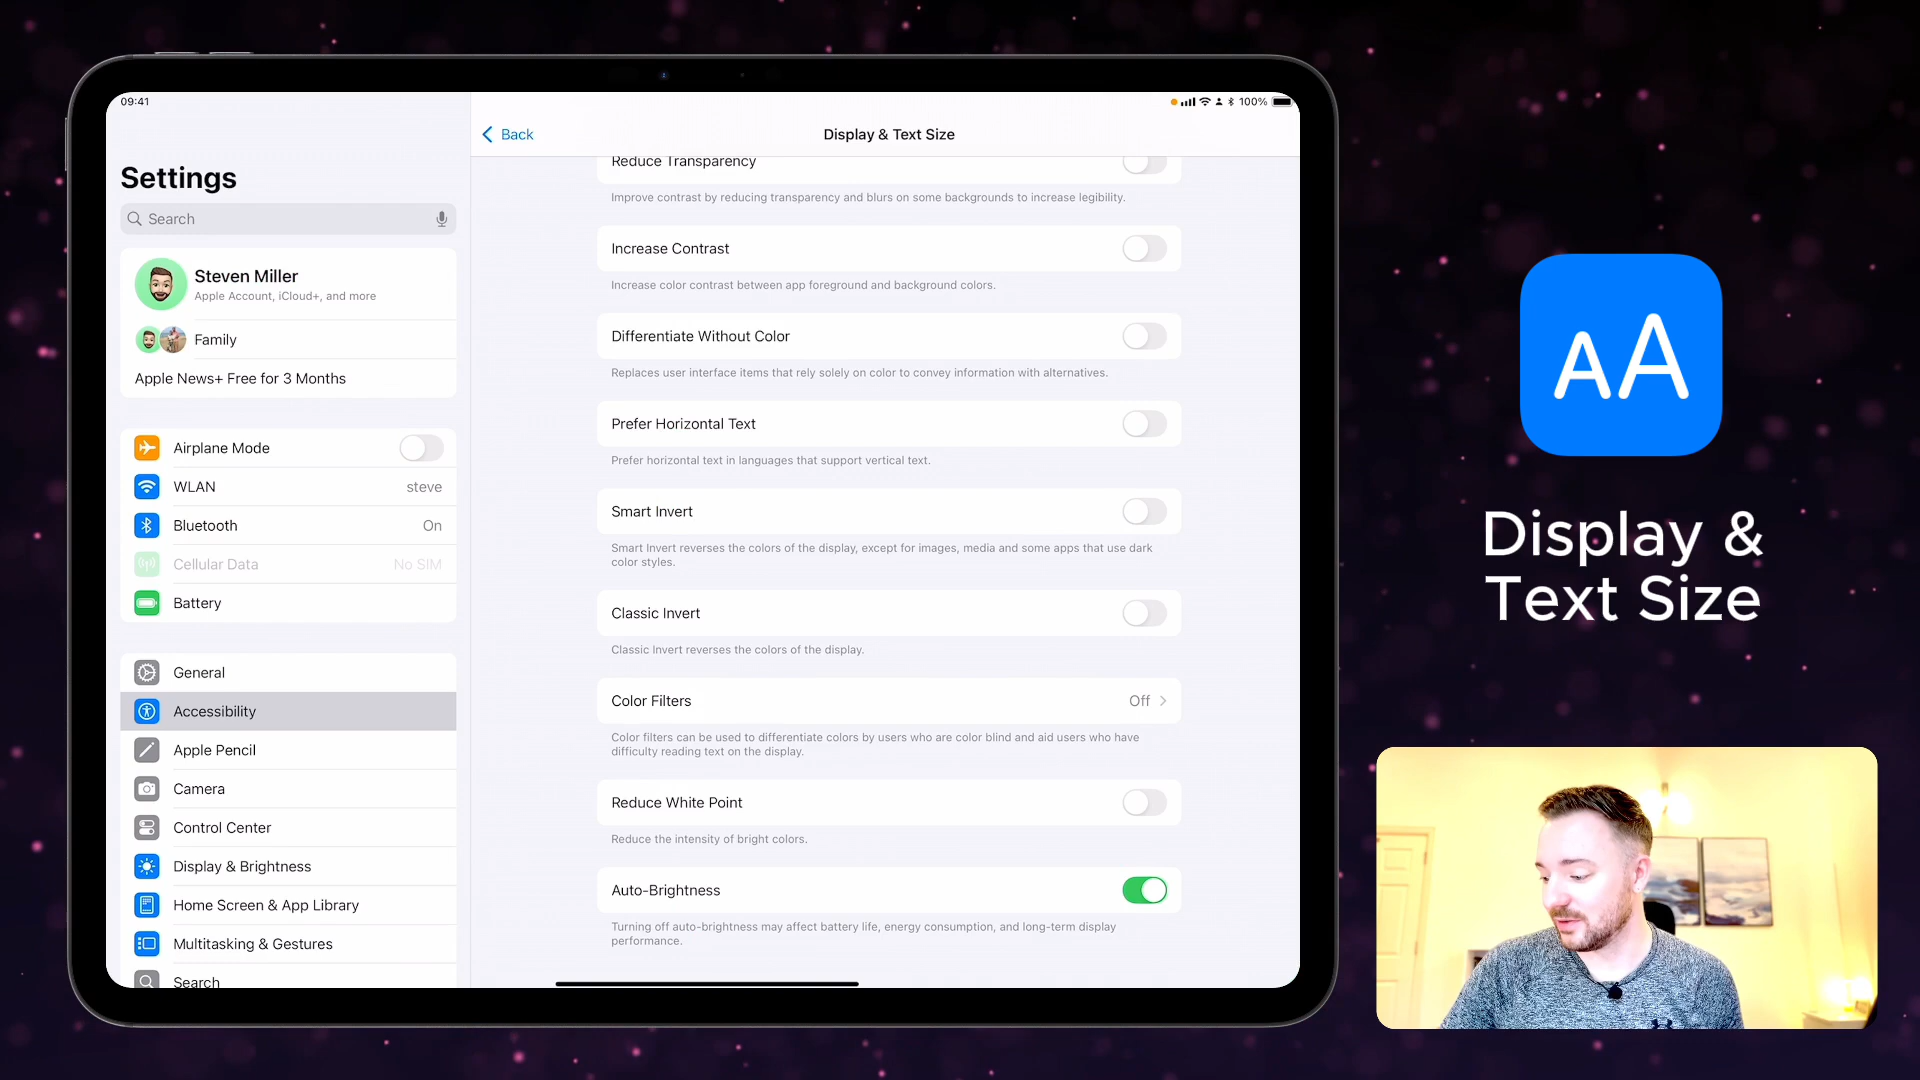 09:41
100%
Back
Display & Text Size
Settings
Search
Steven Miller
Apple Account, iCloud+, and more
Family
Apple News+ Free for 3 Months
Airplane Mode
WLAN steve
Bluetooth On
Cellular Data No SIM
Battery
General
Accessibility
Apple Pencil
Camera
Control Center
Display & Brightness
Home Screen & App Library
Multitasking & Gestures
Search
Reduce Transparency
Improve contrast by reducing transparency and blurs on some backgrounds to increase legibility.
Increase Contrast
Increase color contrast between app foreground and background colors.
Differentiate Without Color
Replaces user interface items that rely solely on color to convey information with alternatives.
Prefer Horizontal Text
Prefer horizontal text in languages that support vertical text.
Smart Invert
Smart Invert reverses the colors of the display, except for images, media and some apps that use dark
color styles.
Classic Invert
Classic Invert reverses the colors of the display.
Color Filters Off
Color filters can be used to differentiate colors by users who are color blind and aid users who have
difficulty reading text on the display.
Reduce White Point
Reduce the intensity of bright colors.
Auto-Brightness
Turning off auto-brightness may affect battery life, energy consumption, and long-term display
performance.
AA
Display &
Text Size